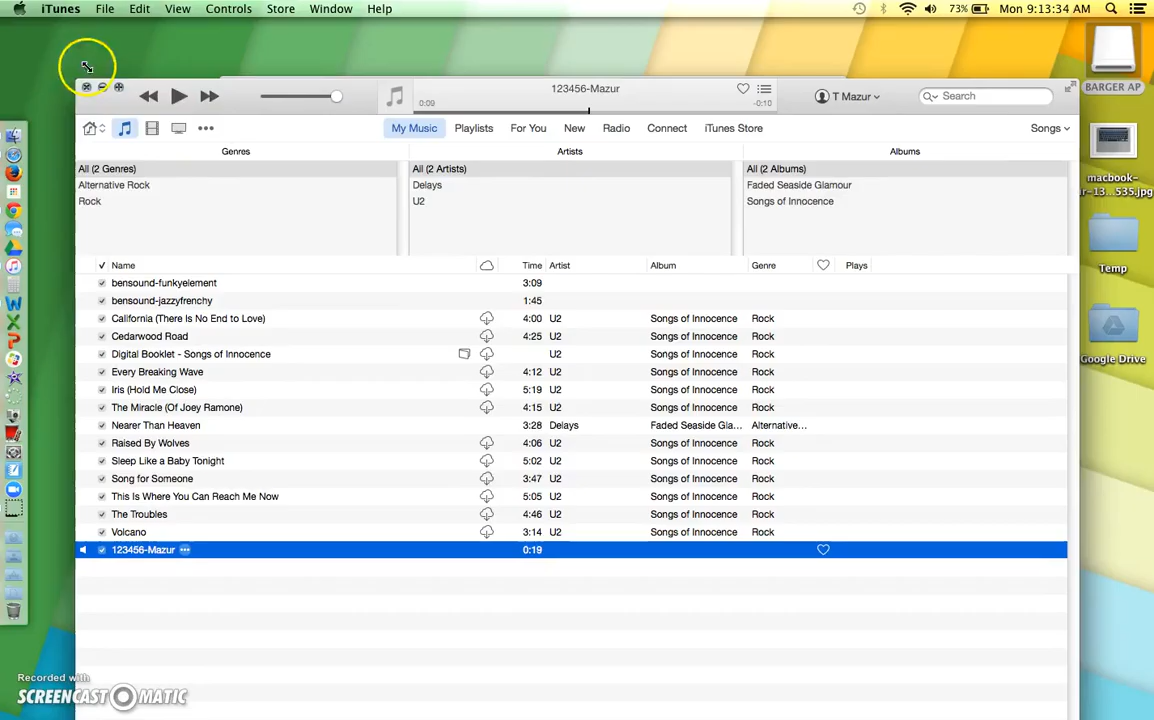 iTunes File Edit View Controls Store Window Help 73% Mon 9:13:34 AM
BARGER AP
123456-Mazur
0:09 -0:10
T Mazur
Search
My Music Playlists For You New Radio Connect iTunes Store Songs
Genres Artists Albums
All (2 Genres) All (2 Artists) All (2 Albums)
Alternative Rock Delays Faded Seaside Glamour
Rock U2 Songs of Innocence
macbook-
ur-13...535.jpg
Temp
Google Drive
Name Time Artist Album Genre Plays
bensound-funkyelement 3:09
bensound-jazzyfrenchy 1:45
California (There Is No End to Love) 4:00 U2 Songs of Innocence Rock
Cedarwood Road 4:25 U2 Songs of Innocence Rock
Digital Booklet - Songs of Innocence U2 Songs of Innocence Rock
Every Breaking Wave 4:12 U2 Songs of Innocence Rock
Iris (Hold Me Close) 5:19 U2 Songs of Innocence Rock
The Miracle (Of Joey Ramone) 4:15 U2 Songs of Innocence Rock
Nearer Than Heaven 3:28 Delays Faded Seaside Gla... Alternative...
Raised By Wolves 4:06 U2 Songs of Innocence Rock
Sleep Like a Baby Tonight 5:02 U2 Songs of Innocence Rock
Song for Someone 3:47 U2 Songs of Innocence Rock
This Is Where You Can Reach Me Now 5:05 U2 Songs of Innocence Rock
The Troubles 4:46 U2 Songs of Innocence Rock
Volcano 3:14 U2 Songs of Innocence Rock
123456-Mazur 0:19
Recorded with
SCREENCAST MATIC